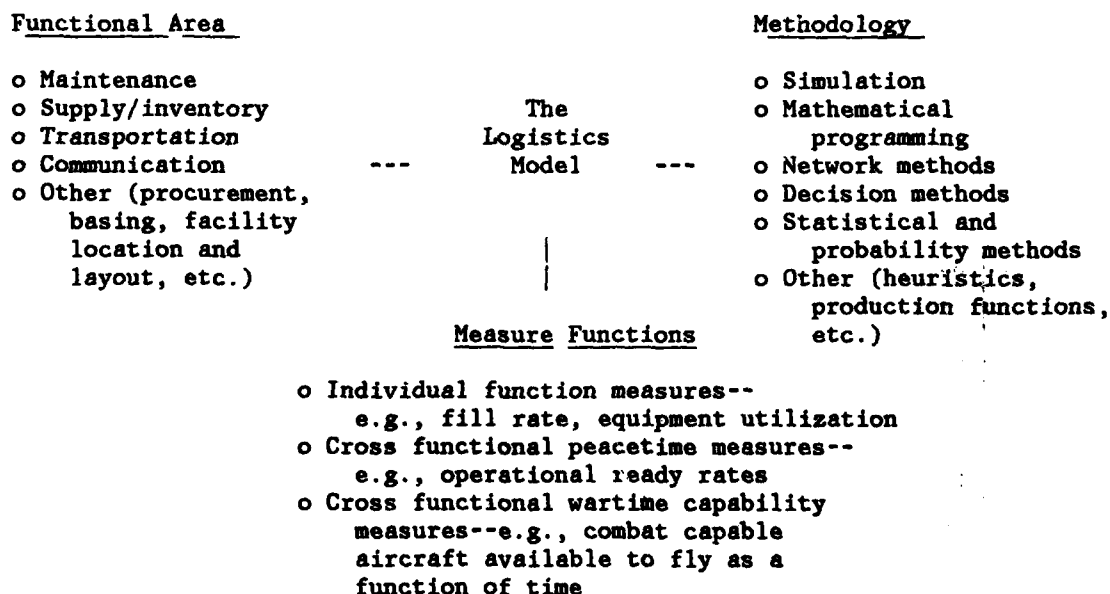 Functional Area
o Maintenance
o Supply/inventory
o Transportation
o Communication
o Other (procurement,
basing, facility
location and
layout, etc.)
---
The
Logistics
Model
---
Methodology
o Simulation
o Mathematical
programming
o Network methods
o Decision methods
o Statistical and
probability methods
o Other (heuristics,
production functions,
etc.)
Measure Functions
o Individual function measures--
e.g., fill rate, equipment utilization
o Cross functional peacetime measures--
e.g., operational ready rates
o Cross functional wartime capability
measures--e.g., combat capable
aircraft available to fly as a
function of time